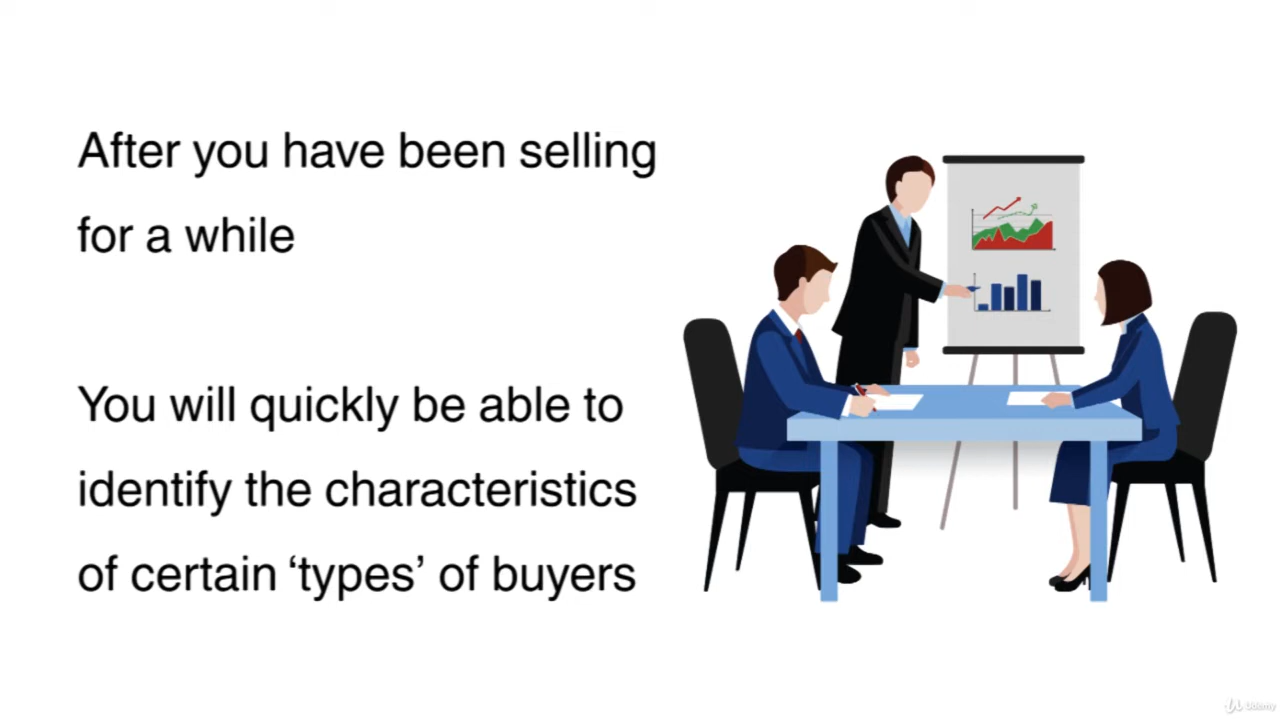 After you have been selling
for a while
You will quickly be able to
identify the characteristics
of certain ‘types’ of buyers
Udemy